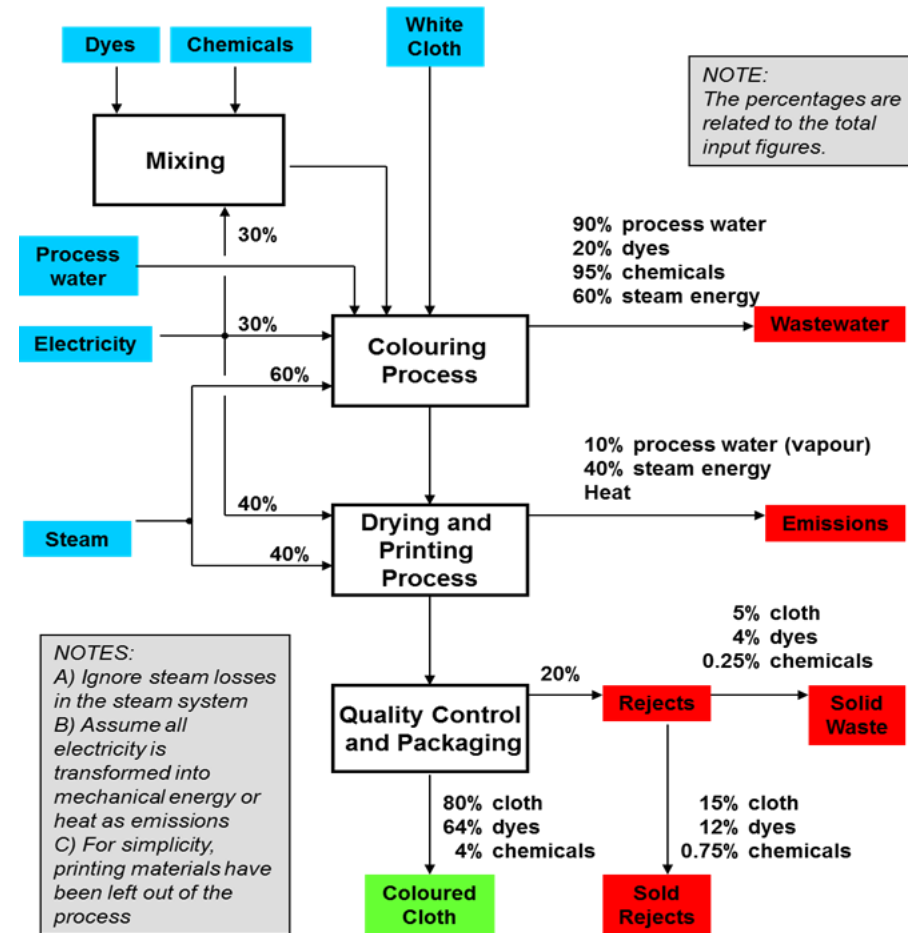 Dyes
Chemicals
White
Cloth
NOTE:
The percentages are
related to the total
input figures.
Mixing
30%
90% process water
20% dyes
95% chemicals
60% steam energy
Process
water
Electricity
30%
Colouring
Process
Wastewater
60%
10% process water (vapour)
40% steam energy
Heat
40%
Steam
40%
Drying and
Printing
Process
Emissions
5% cloth
4% dyes
0.25% chemicals
NOTES:
A) Ignore steam losses
in the steam system
B) Assume all
electricity is
transformed into
mechanical energy or
heat as emissions
C) For simplicity,
printing materials have
been left out of the
process
Quality Control
and Packaging
20%
Rejects
Solid
Waste
80% cloth
64% dyes
4% chemicals
15% cloth
12% dyes
0.75% chemicals
Coloured
Cloth
Sold
Rejects